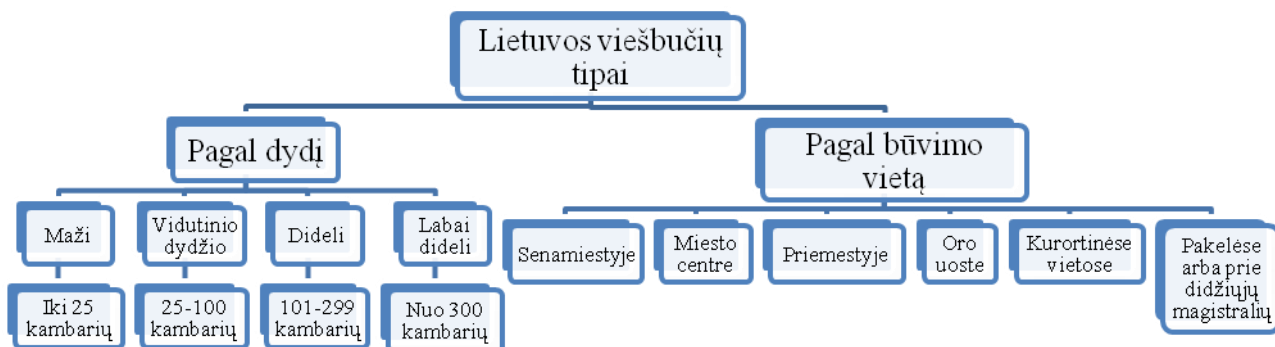 Lietuvos viešbučių
tipai
Pagal dydį
Pagal būvimo
vietą
Maži
Vidutinio
dydžio
Dideli
Labai
dideli
Senamiestyje
Miesto
centre
Priemestyje
Oro
uoste
Kurortinėse
vietose
Pakelėse
arba prie
didžiųjų
magistralių
Iki 25
kambarių
25-100
kambarių
101-299
kambarių
Nuo 300
kambarių